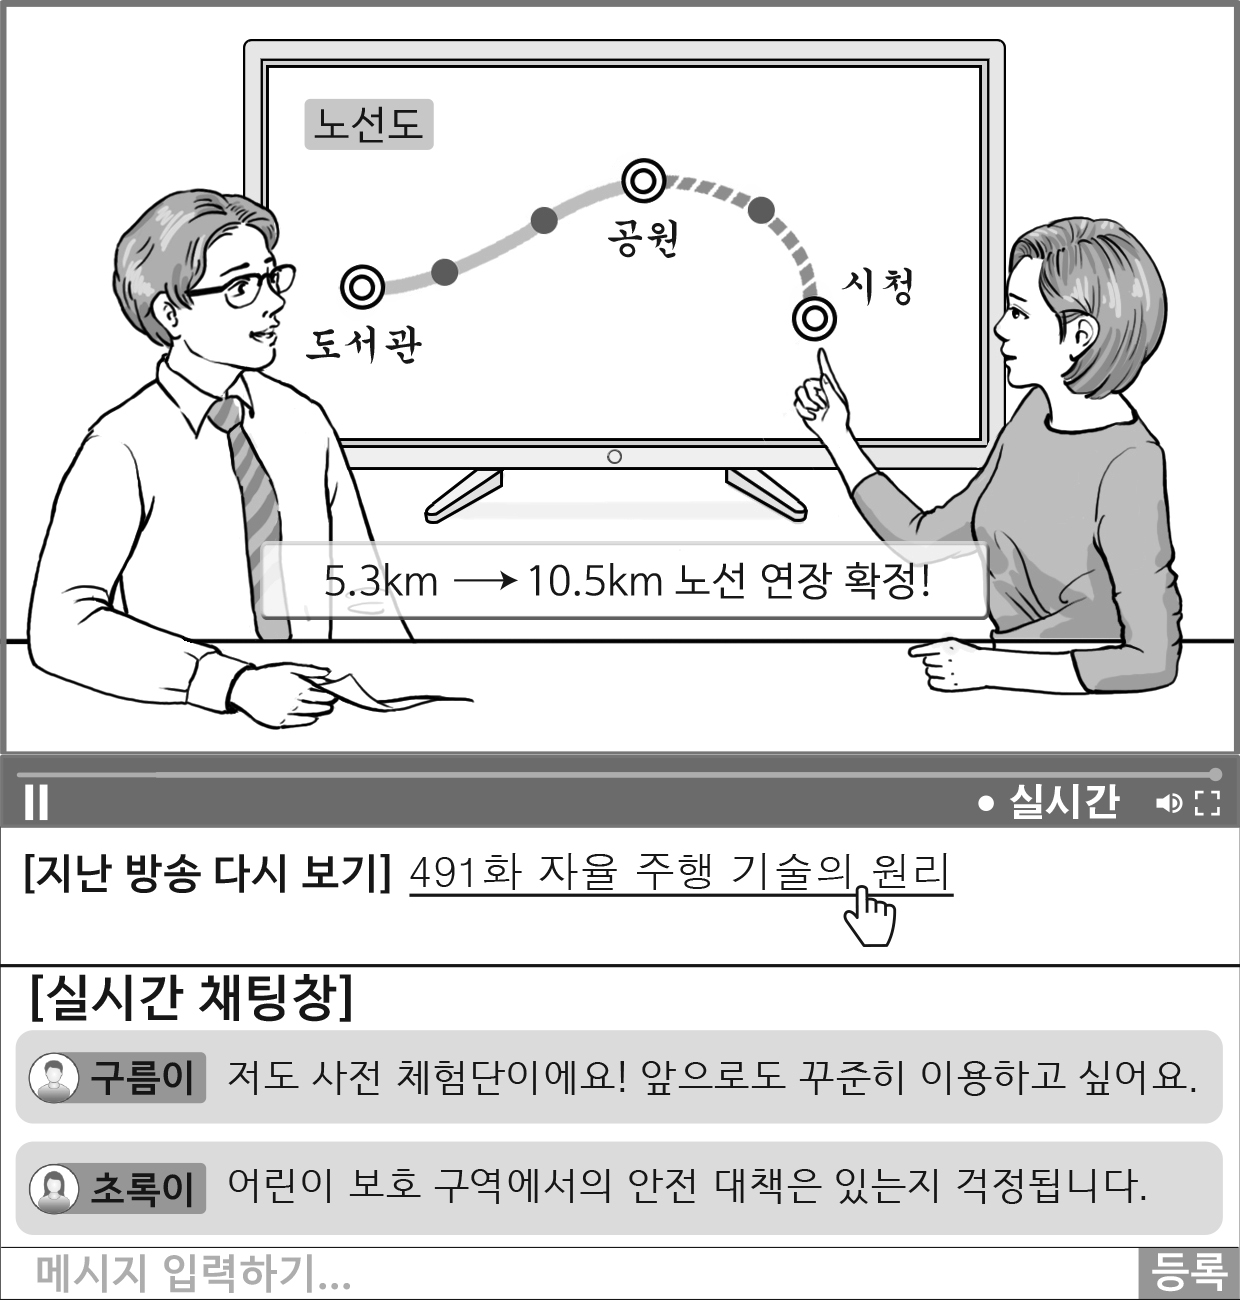 노선도
공원
시청
도서관
5.3km → 10.5km 노선 연장 확정!
실시간
[지난 방송 다시 보기] 491화 자율 주행 기술의 원리
[실시간 채팅창]
구름이 저도 사전 체험단이에요! 앞으로도 꾸준히 이용하고 싶어요.
초록이 어린이 보호 구역에서의 안전 대책은 있는지 걱정됩니다.
메시지 입력하기... 등록